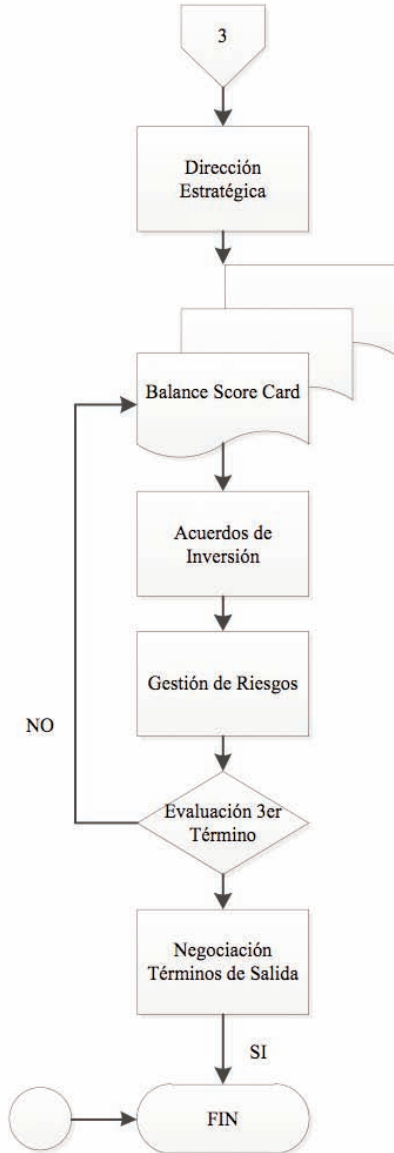 3
Dirección
Estratégica
Balance Score Card
Acuerdos de
Inversión
Gestión de Riesgos
NO
Evaluación 3er
Término
Negociación
Términos de Salida
SI
FIN